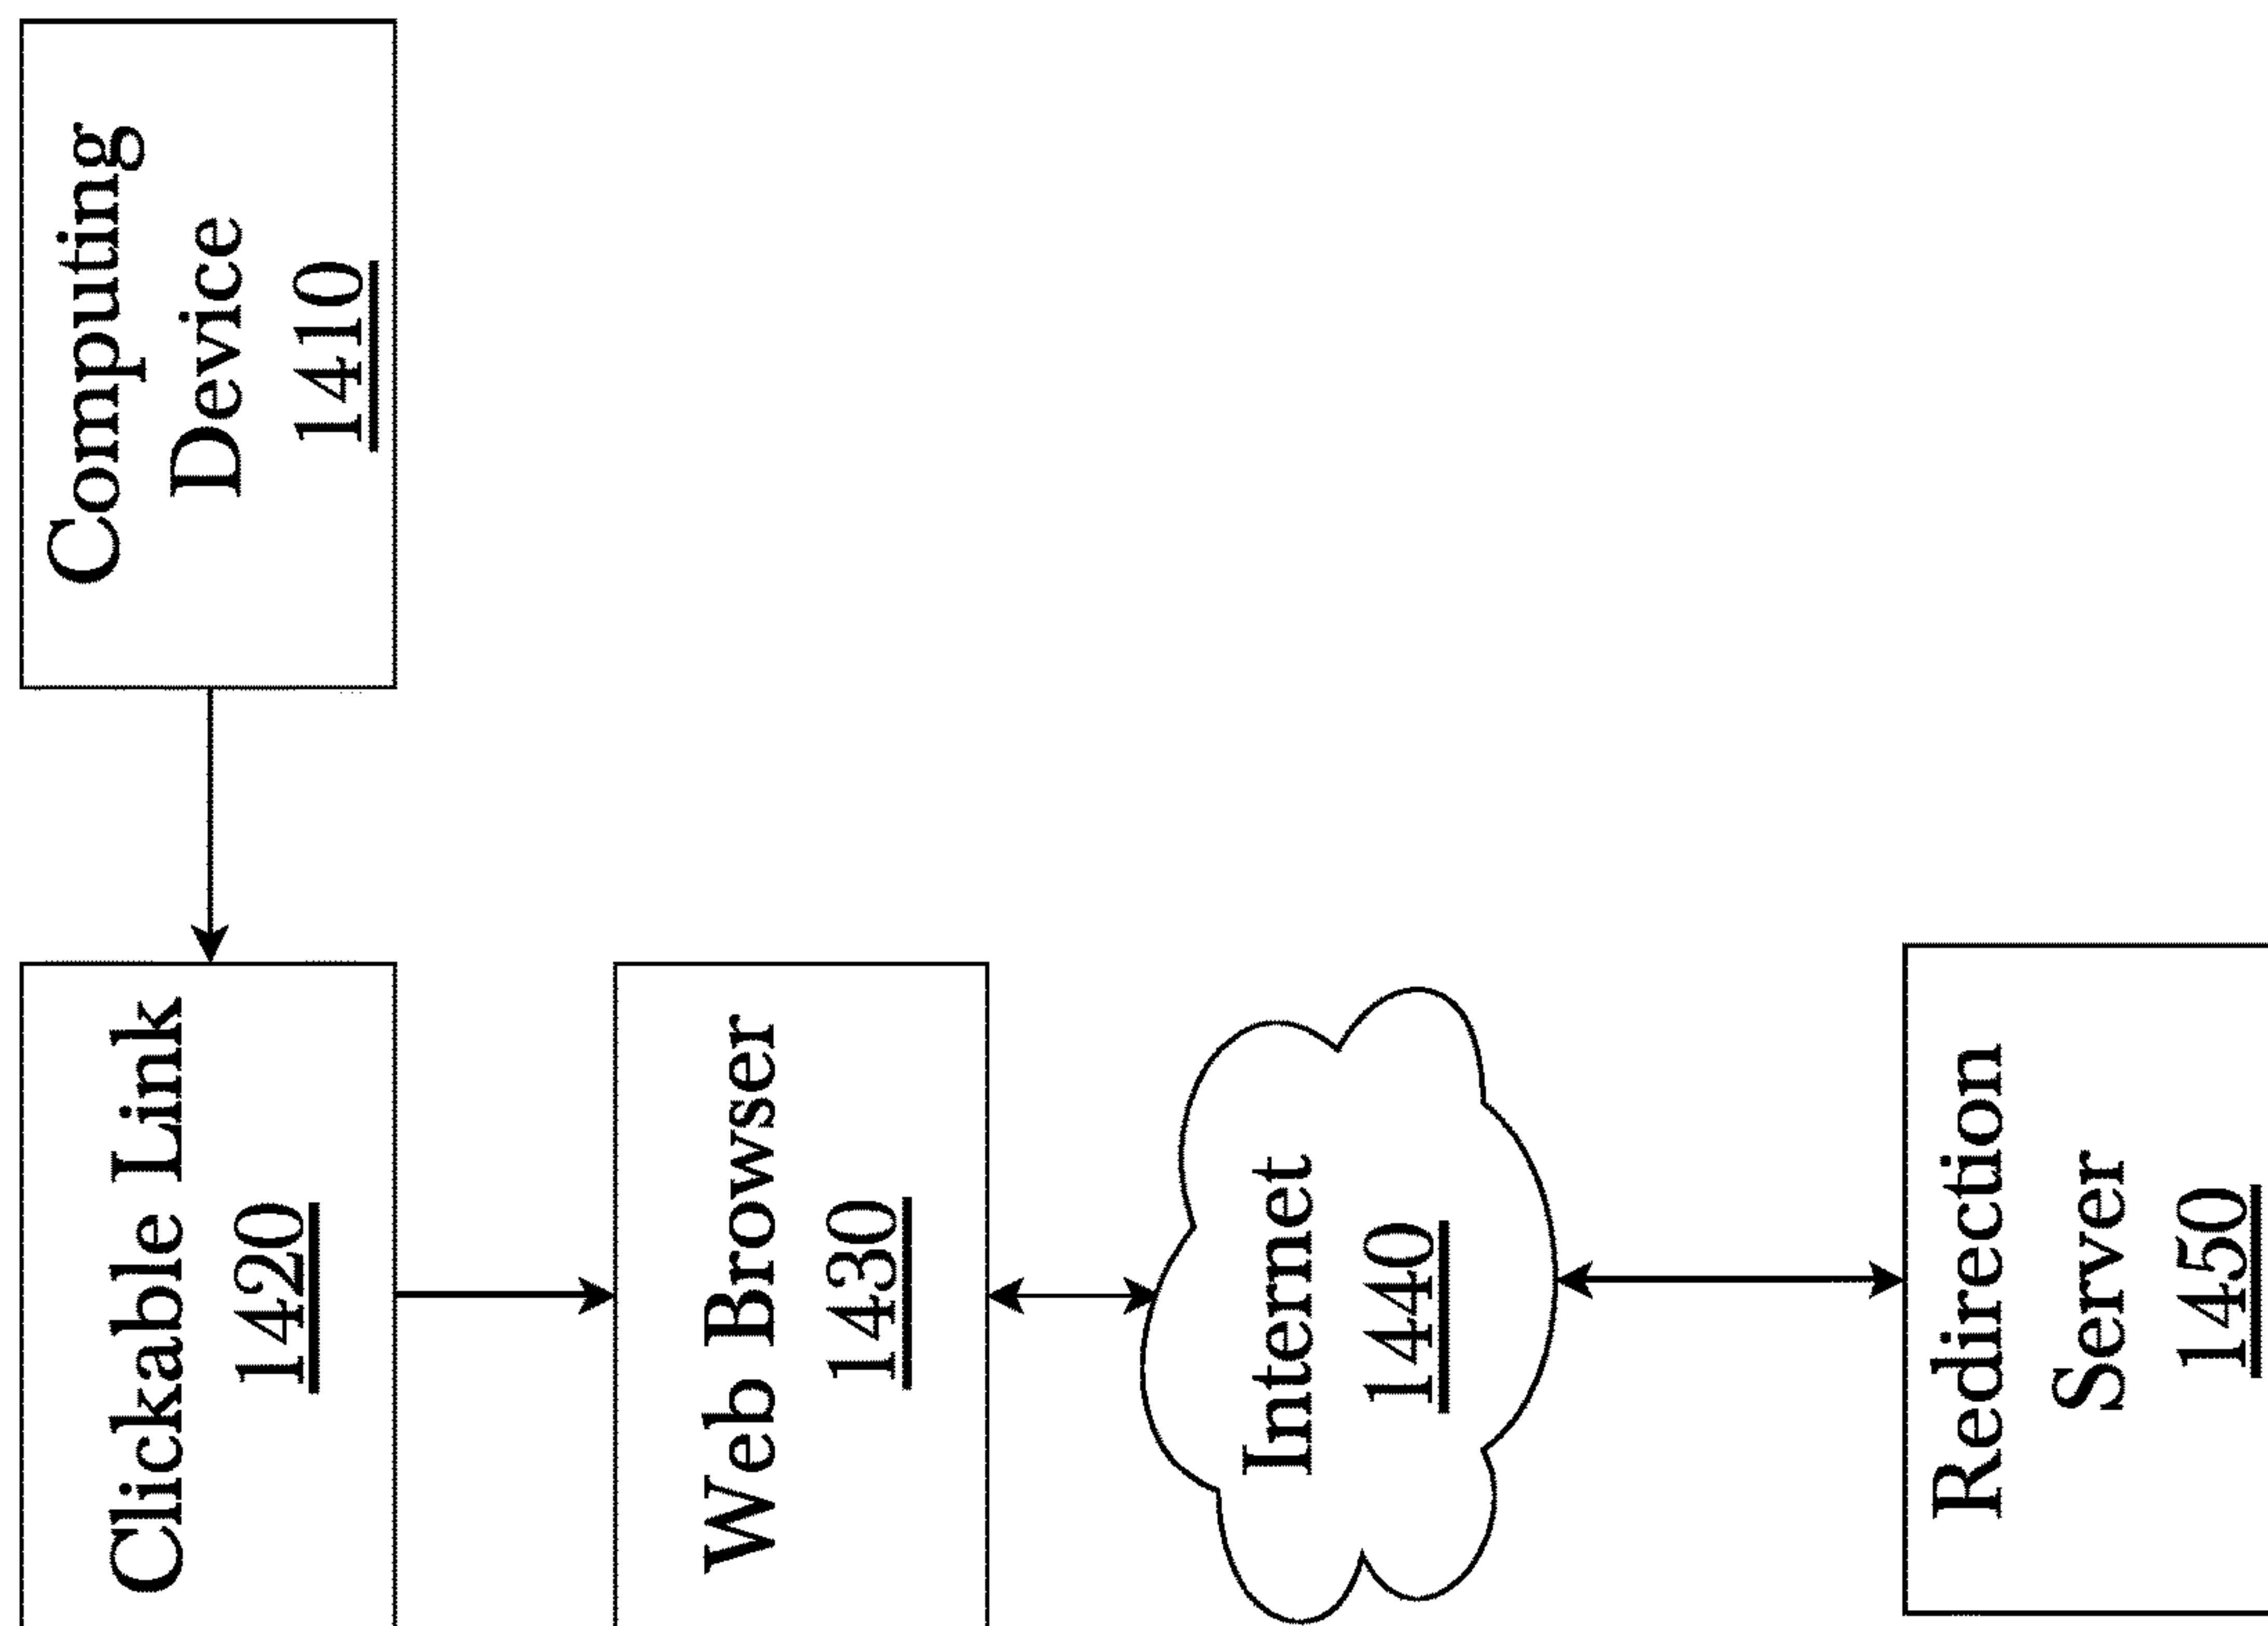 Computing
Device
1410
Clickable Link
1420
Web Browser
1430
Internet
1440
Redirection
Server
1450